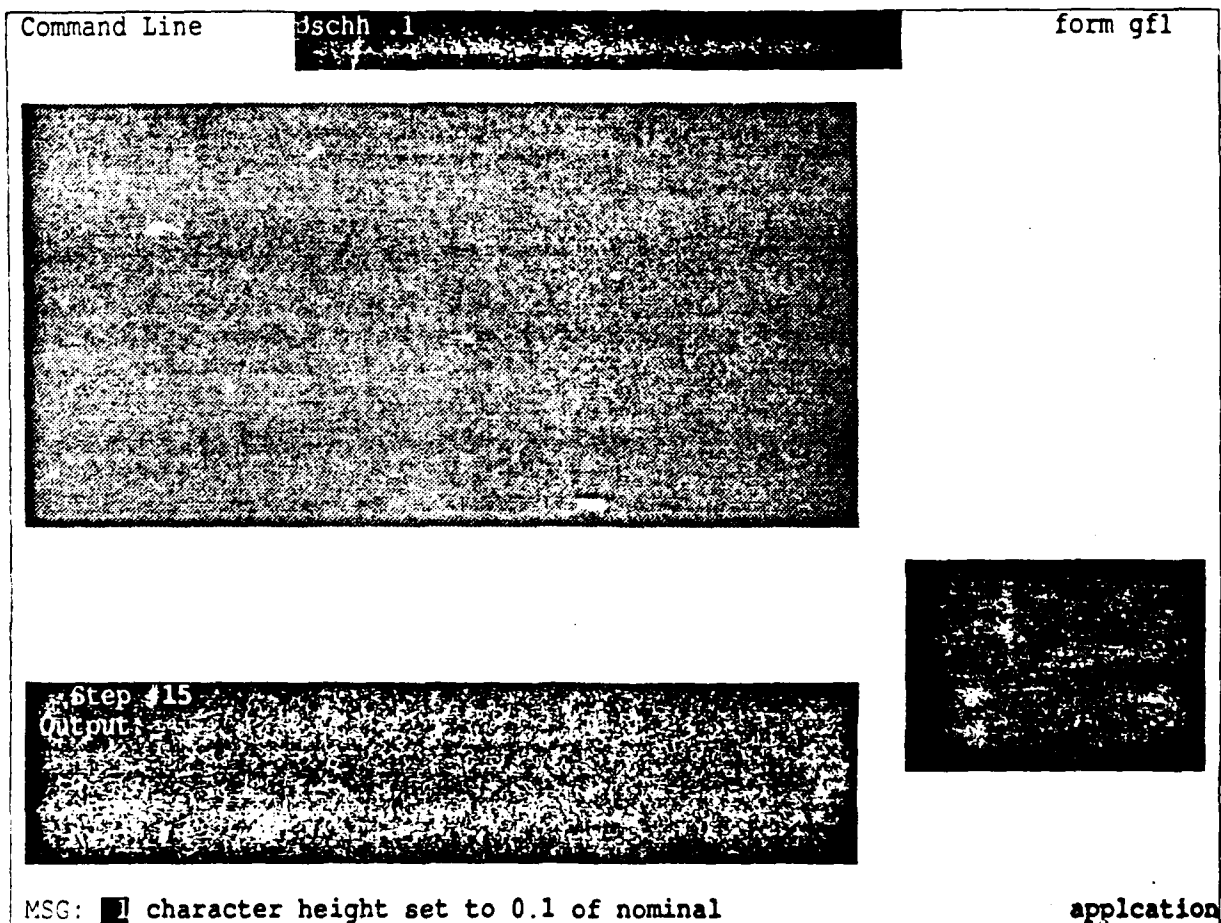 Command Line dschh .1 form gfl
Step #15
Output:
MSG: 1 character height set to 0.1 of nominal applcation